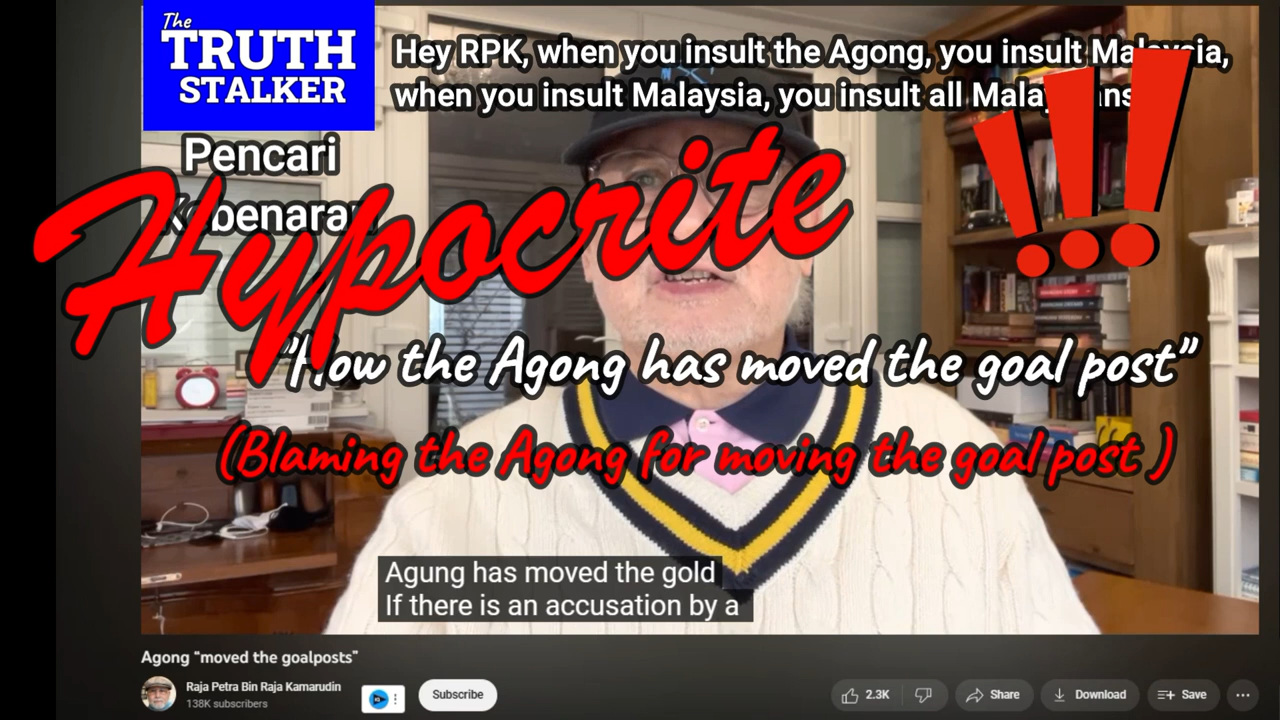 The
TRUTH
STALKER
Hey RPK, when you insult the Agong, you insult Malaysia,
when you insult Malaysia, you insult all Malaysians
Pencari
Kebenaran
Hypocrite !!!
"How the Agong has moved the goal post"
(Blaming the Agong for moving the goal post )
Agung has moved the gold
If there is an accusation by a
Agong “moved the goalposts”
Raja Petra Bin Raja Kamarudin
138K subscribers
Subscribe
2.3K
Share
Download
Save